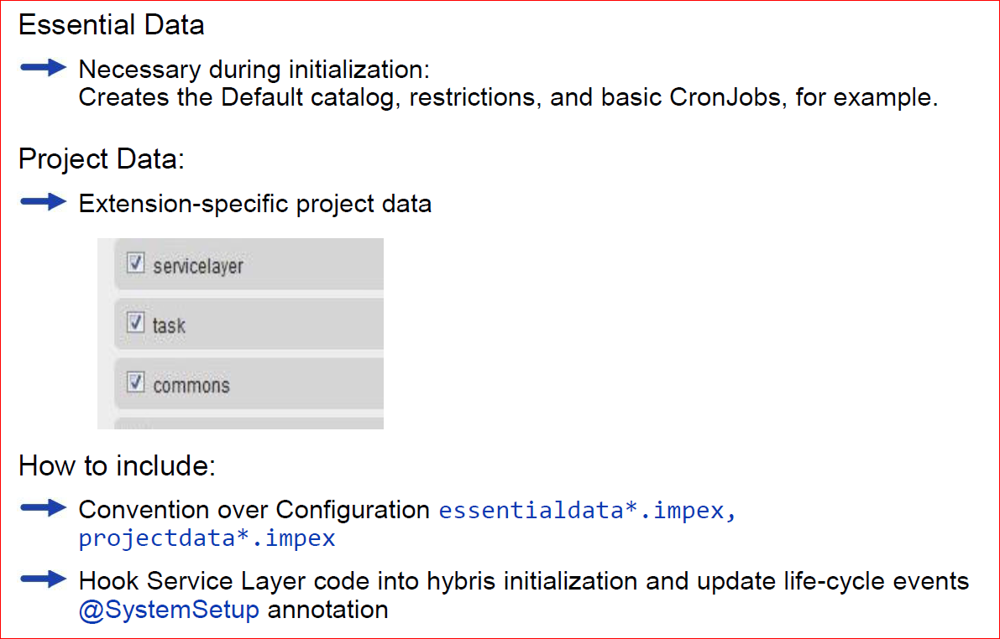 Essential Data
Necessary during initialization:
Creates the Default catalog, restrictions, and basic CronJobs, for example.
Project Data:
Extension-specific project data
servicelayer
task
commons
How to include:
Convention over Configuration essentialdata*.impex,
projectdata*.impex
Hook Service Layer code into hybris initialization and update life-cycle events
@SystemSetup annotation